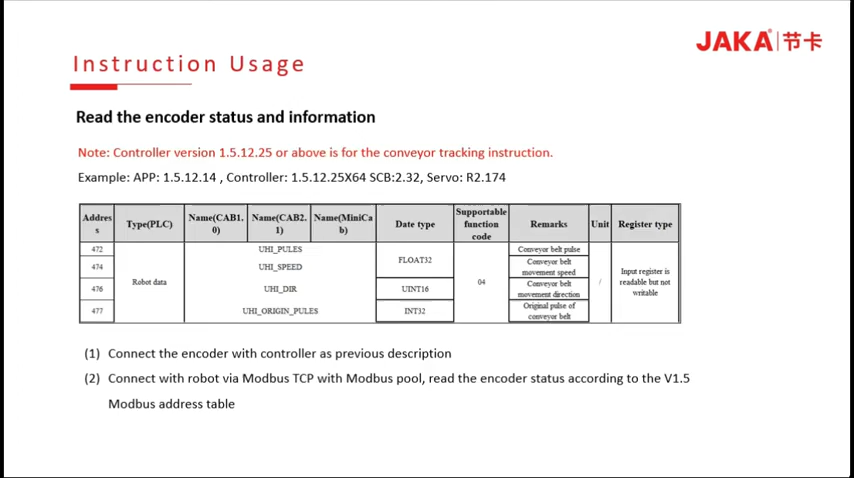 JAKA 节卡
Instruction Usage
Read the encoder status and information
Note: Controller version 1.5.12.25 or above is for the conveyor tracking instruction.
Example: APP: 1.5.12.14 , Controller: 1.5.12.25X64 SCB:2.32, Servo: R2.174
Addres
s
Type(PLC)
Name(CAB1.
0)
Name(CAB2.
1)
Name(MiniCa
b)
Date type
Supportable
function
code
Remarks
Unit
Register type
472
Robot data
UHI_PULES
FLOAT32
04
Conveyor belt pulse
/
Input register is
readable but not
writable
474
UHI_SPEED
Conveyor belt
movement speed
476
UHI_DIR
UINT16
Conveyor belt
movement direction
477
UHI_ORIGIN_PULES
INT32
Original pulse of
conveyor belt
(1) Connect the encoder with controller as previous description
(2) Connect with robot via Modbus TCP with Modbus pool, read the encoder status according to the V1.5
Modbus address table